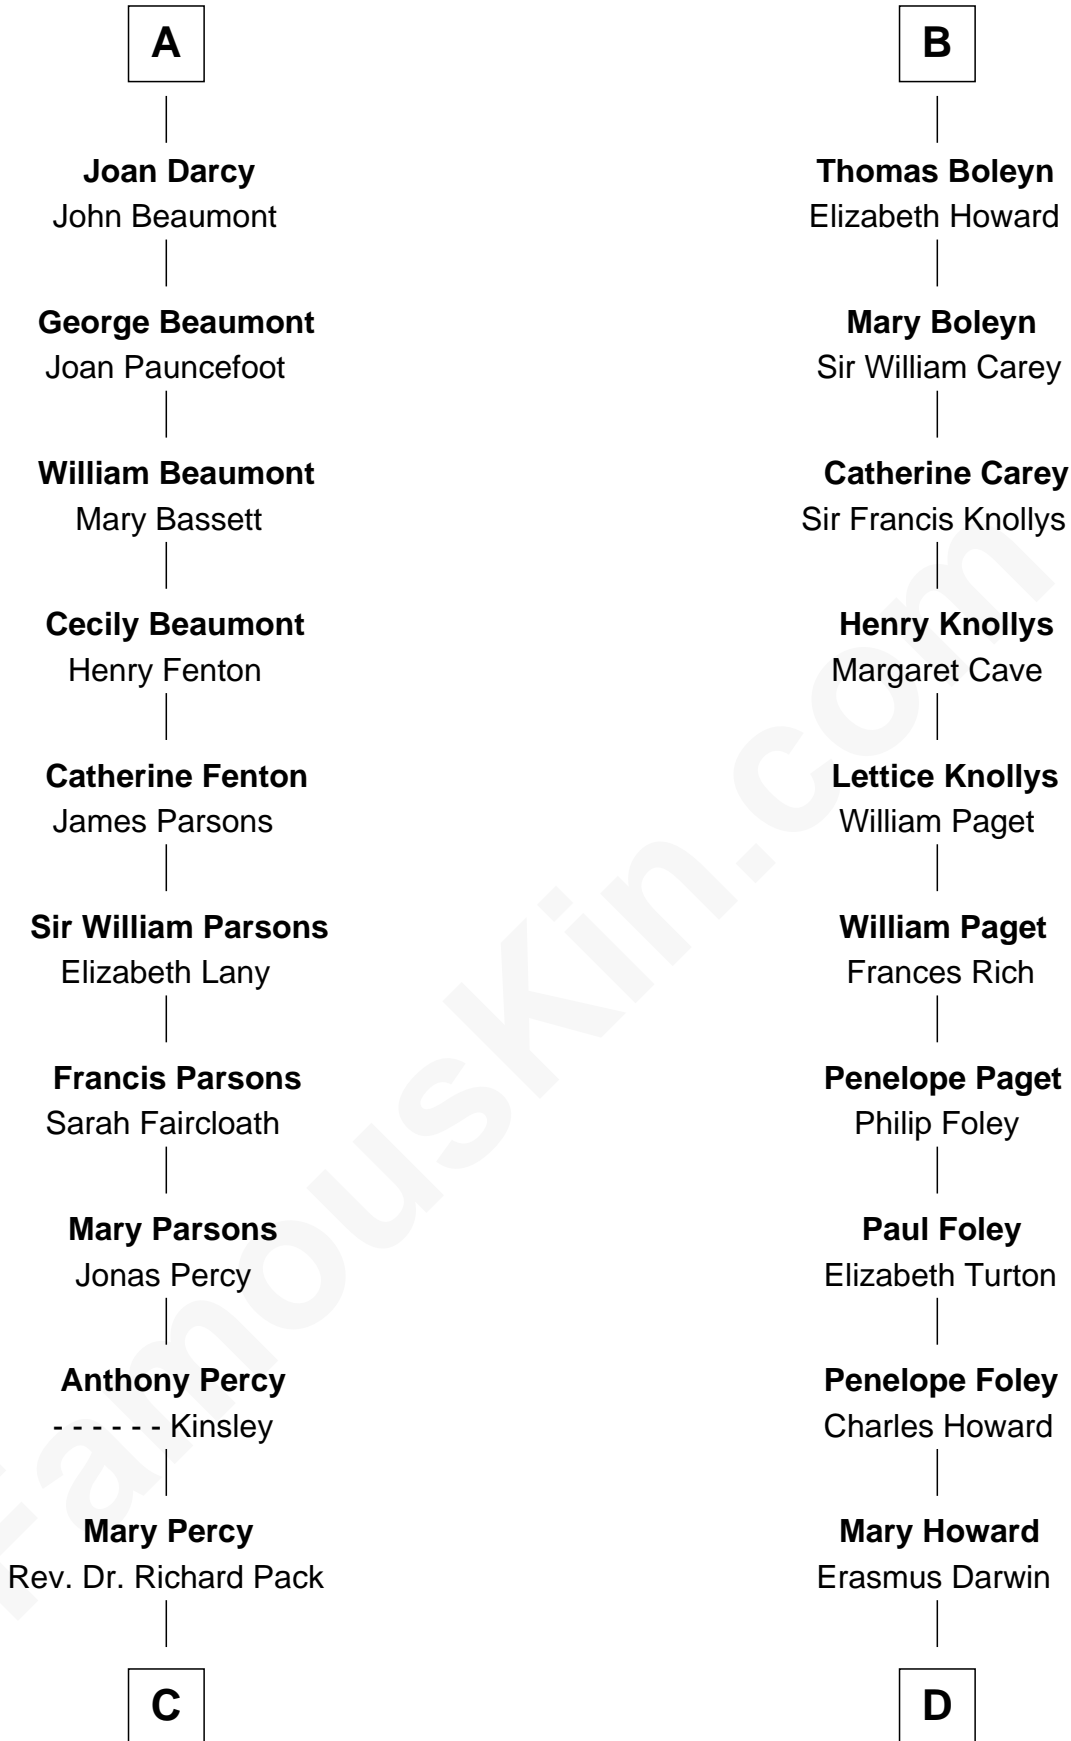 A
Joan Darcy
John Beaumont
George Beaumont
Joan Pauncefoot
William Beaumont
Mary Bassett
Cecily Beaumont
Henry Fenton
Catherine Fenton
James Parsons
Sir William Parsons
Elizabeth Lany
Francis Parsons
Sarah Faircloath
Mary Parsons
Jonas Percy
Anthony Percy
- - - - - - Kinsley
Mary Percy
Rev. Dr. Richard Pack
C
B
Thomas Boleyn
Elizabeth Howard
Mary Boleyn
Sir William Carey
Catherine Carey
Sir Francis Knollys
Henry Knollys
Margaret Cave
Lettice Knollys
William Paget
William Paget
Frances Rich
Penelope Paget
Philip Foley
Paul Foley
Elizabeth Turton
Penelope Foley
Charles Howard
Mary Howard
Erasmus Darwin
D
FamousKin.com